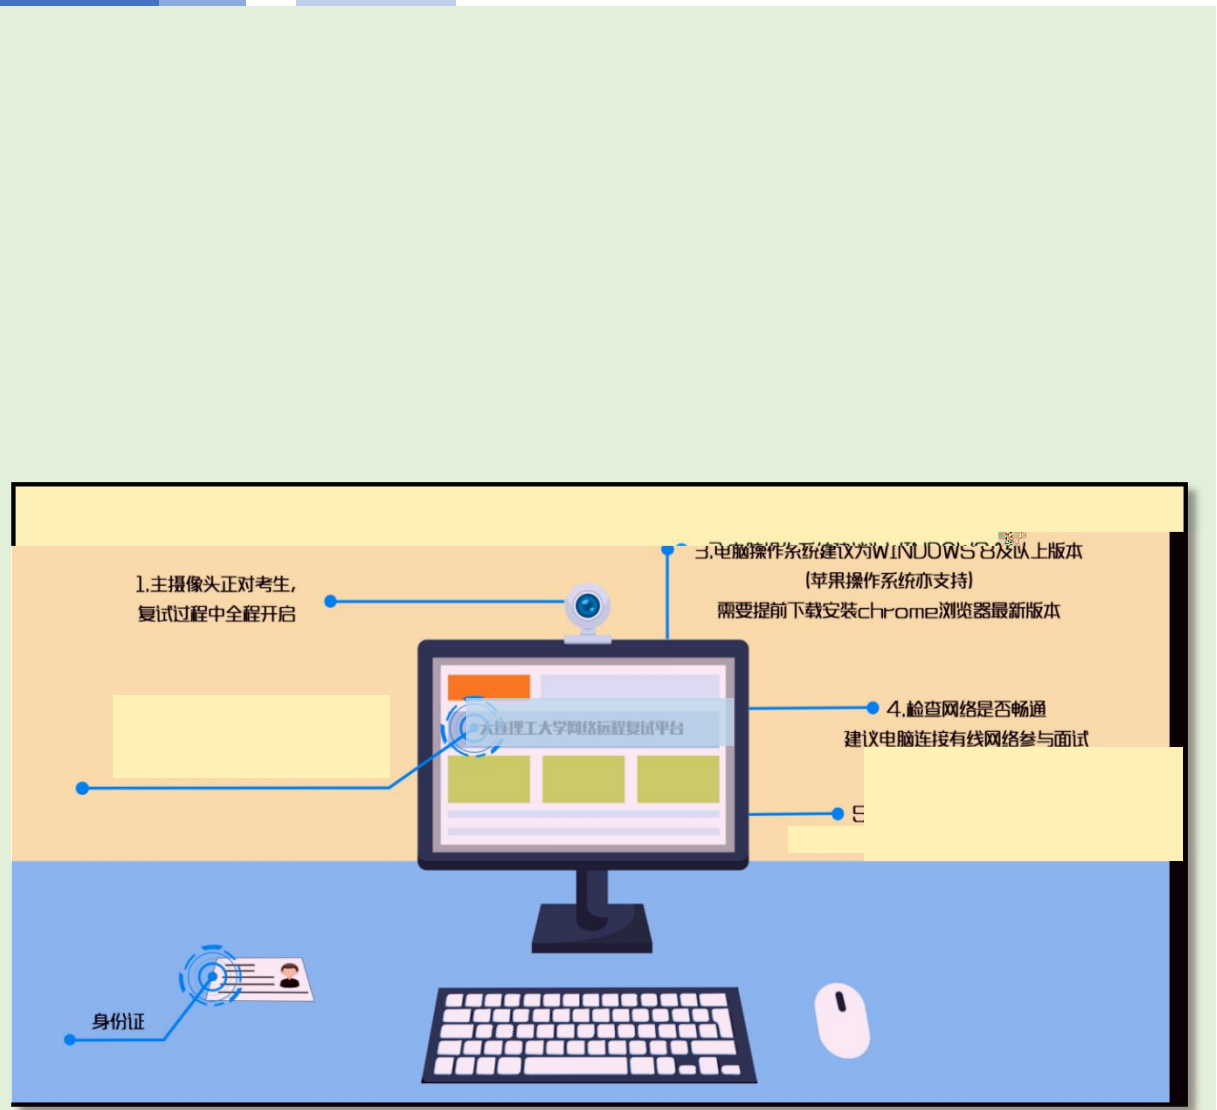 1.主摄像头正对考生,
复试过程中全程开启
3.电脑操作系统建议为WINDOWS 8及以上版本
(苹果操作系统亦支持)
需要提前下载安装chrome浏览器最新版本
大连理工大学网络远程复试平台
4.检查网络是否畅通
建议电脑连接有线网络参与面试
5
身份证